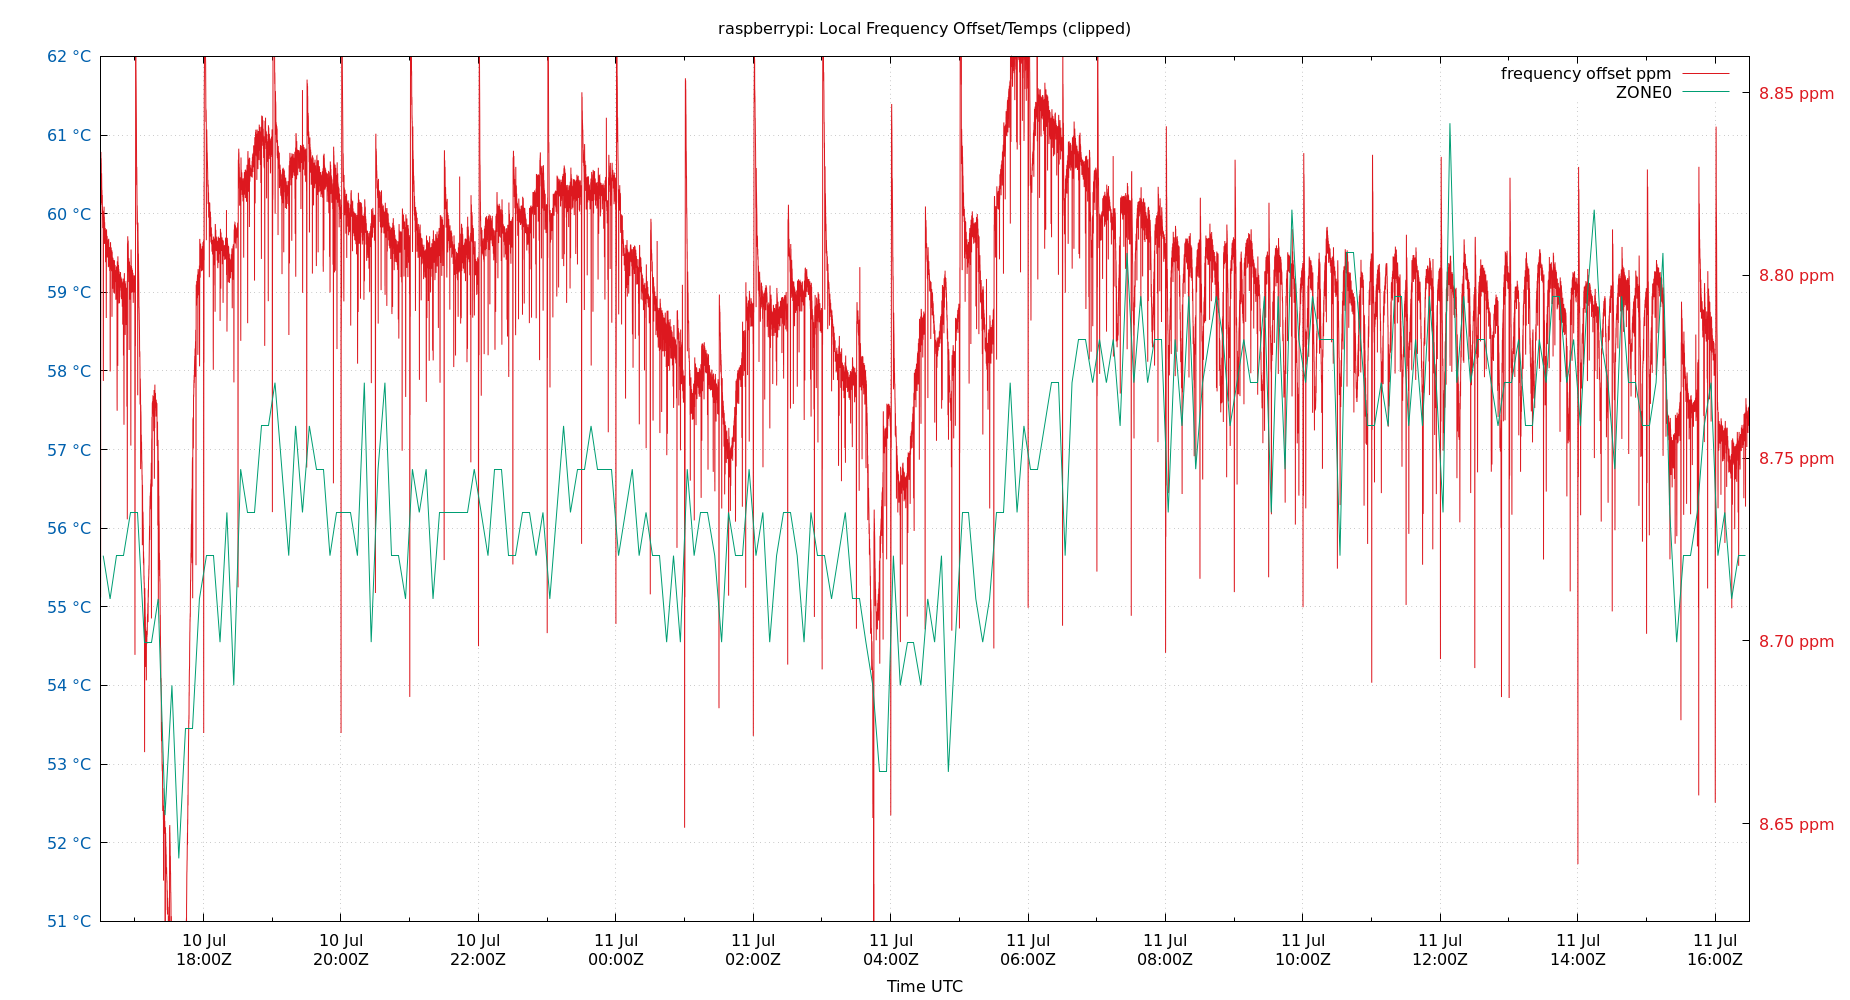 raspberrypi: Local Frequency Offset/Temps (clipped)
frequency offset ppm
ZONE0
62 °C
61 °C
60 °C
59 °C
58 °C
57 °C
56 °C
55 °C
54 °C
53 °C
52 °C
51 °C
8.85 ppm
8.80 ppm
8.75 ppm
8.70 ppm
8.65 ppm
10 Jul
18:00Z
10 Jul
20:00Z
10 Jul
22:00Z
11 Jul
00:00Z
11 Jul
02:00Z
11 Jul
04:00Z
11 Jul
06:00Z
11 Jul
08:00Z
11 Jul
10:00Z
11 Jul
12:00Z
11 Jul
14:00Z
11 Jul
16:00Z
Time UTC